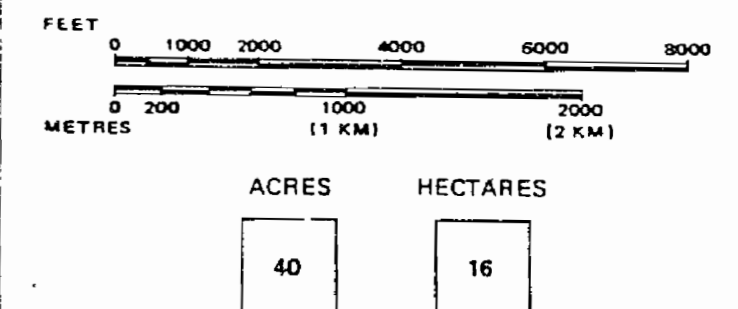 FEET
0 1000 2000 4000 6000 8000
0 200 1000 2000
METRES (1 KM) (2 KM)
ACRES HECTARES
40 16